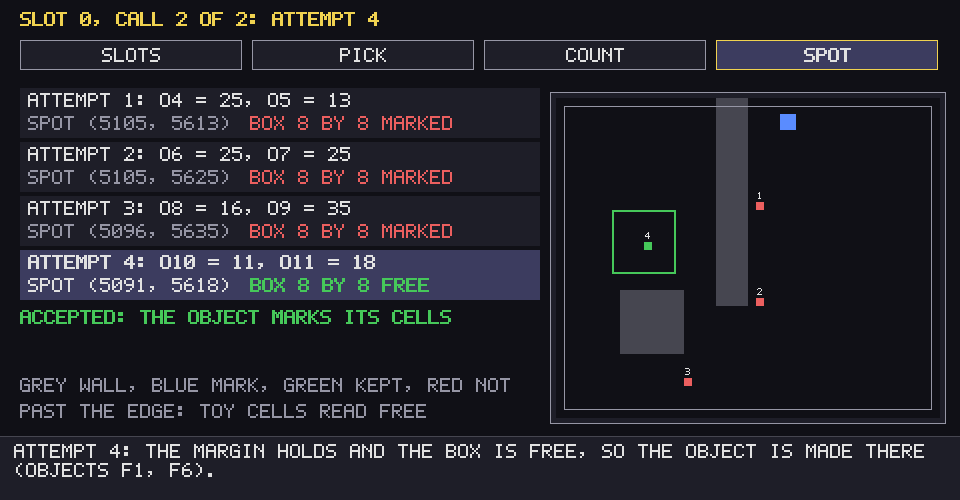 SLOT 0, CALL 2 OF 2: ATTEMPT 4
SLOTS
PICK
COUNT
SPOT
ATTEMPT 1: O4 = 25, O5 = 13
SPOT (5105, 5613) BOX 8 BY 8 MARKED
ATTEMPT 2: O6 = 25, O7 = 25
SPOT (5105, 5625) BOX 8 BY 8 MARKED
ATTEMPT 3: O8 = 16, O9 = 35
SPOT (5096, 5635) BOX 8 BY 8 MARKED
ATTEMPT 4: O10 = 11, O11 = 18
SPOT (5091, 5618) BOX 8 BY 8 FREE
ACCEPTED: THE OBJECT MARKS ITS CELLS
GREY WALL, BLUE MARK, GREEN KEPT, RED NOT
PAST THE EDGE: TOY CELLS READ FREE
1
4
2
3
ATTEMPT 4: THE MARGIN HOLDS AND THE BOX IS FREE, SO THE OBJECT IS MADE THERE
(OBJECTS F1, F6).